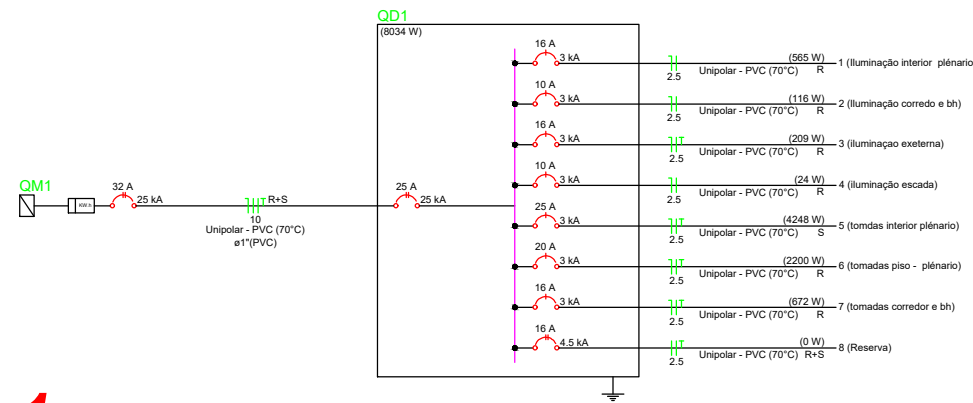 QD1
(8034 W)
16 A
3 kA
2.5
Unipolar - PVC (70°C)
(565 W)
R
1 (Iluminação interior plénario
10 A
3 kA
2.5
Unipolar - PVC (70°C)
(116 W)
R
2 (Iluminação corredo e bh)
16 A
3 kA
2.5
Unipolar - PVC (70°C)
(209 W)
R
3 (iluminaçao exeterna)
10 A
3 kA
2.5
Unipolar - PVC (70°C)
(24 W)
R
4 (iluminação escada)
QM1
KW.h
32 A
25 kA
R+S
10
Unipolar - PVC (70°C)
ø1"(PVC)
25 A
25 kA
25 A
3 kA
2.5
Unipolar - PVC (70°C)
(4248 W)
S
5 (tomdas interior plénario)
20 A
3 kA
2.5
Unipolar - PVC (70°C)
(2200 W)
R
6 (tomadas piso - plénario)
16 A
3 kA
2.5
Unipolar - PVC (70°C)
(672 W)
R
7 (tomadas corredor e bh)
16 A
4.5 kA
2.5
Unipolar - PVC (70°C)
(0 W)
R+S
8 (Reserva)